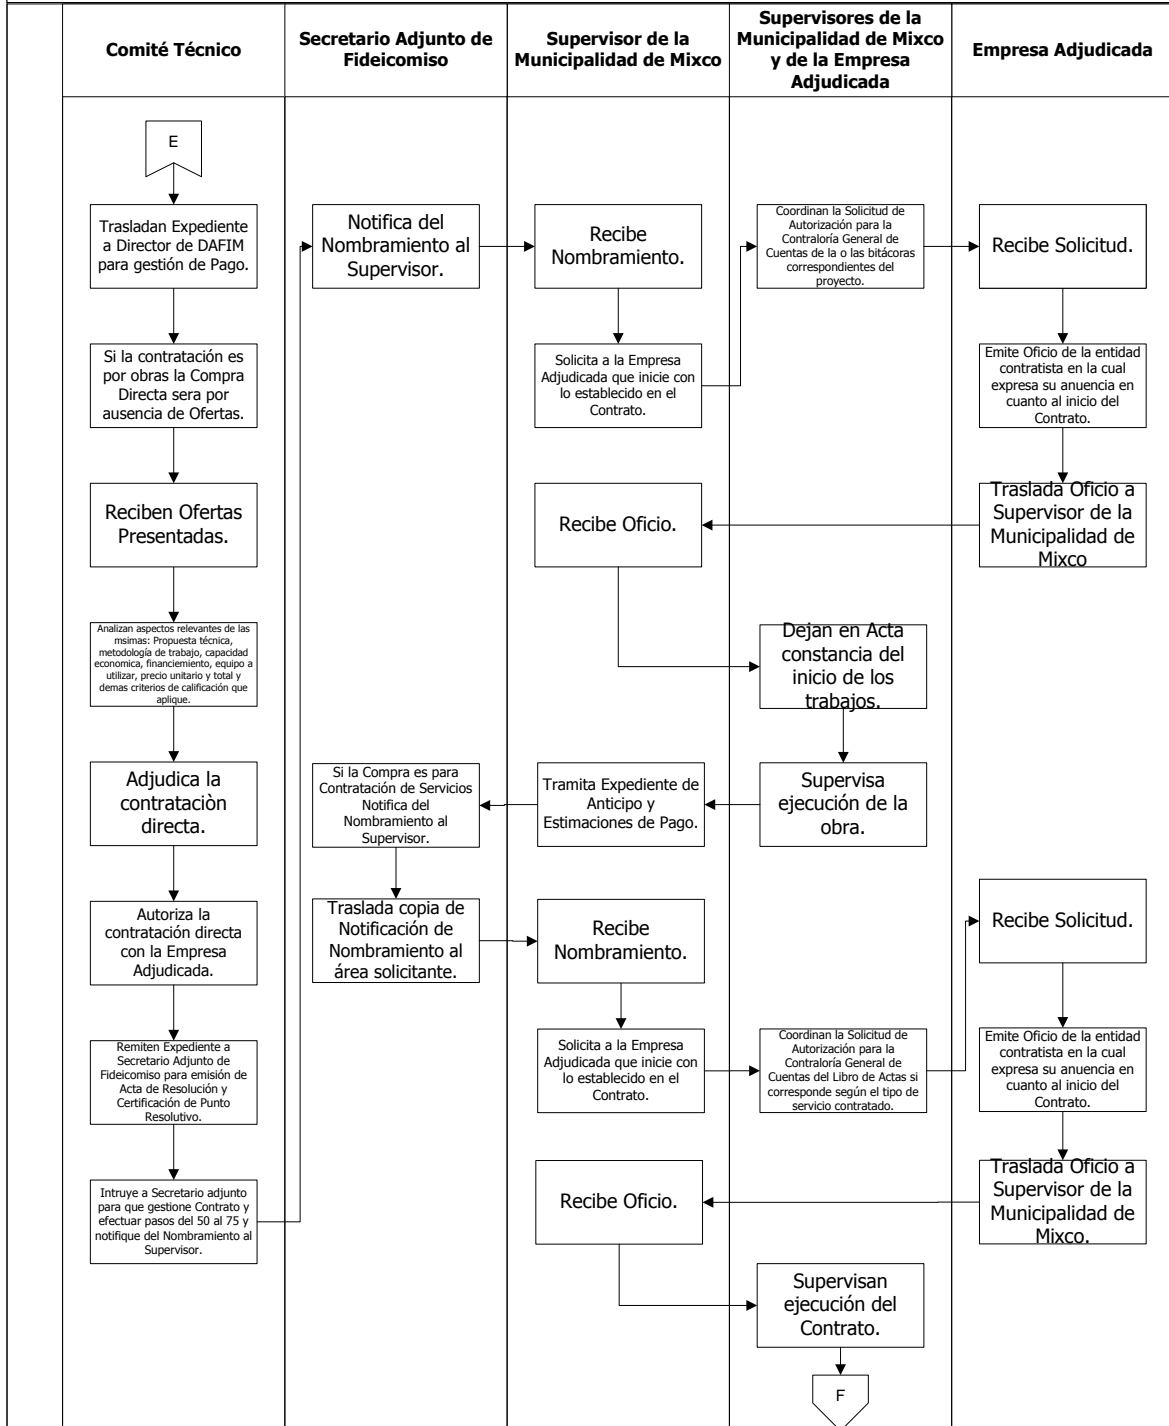 Comité Técnico
Secretario Adjunto de
Fideicomiso
Supervisor de la
Municipalidad de Mixco
Supervisores de la
Municipalidad de Mixco
y de la Empresa
Adjudicada
Empresa Adjudicada
E
Trasladan Expediente
a Director de DAFIM
para gestión de Pago.
Notifica del
Nombramiento al
Supervisor.
Recibe
Nombramiento.
Coordinan la Solicitud de
Autorización para la
Contraloría General de
Cuentas de la o las bitácoras
correspondientes del
proyecto.
Recibe Solicitud.
Si la contratación es
por obras la Compra
Directa sera por
ausencia de Ofertas.
Solicita a la Empresa
Adjudicada que inicie con
lo establecido en el
Contrato.
Emite Oficio de la entidad
contratista en la cual
expresa su anuencia en
cuanto al inicio del
Contrato.
Reciben Ofertas
Presentadas.
Recibe Oficio.
Traslada Oficio a
Supervisor de la
Municipalidad de
Mixco
Analizan aspectos relevantes de las
msimas: Propuesta técnica,
metodología de trabajo, capacidad
economica, financiemiento, equipo a
utilizar, precio unitario y total y
demas criterios de calificación que
aplique.
Dejan en Acta
constancia del
inicio de los
trabajos.
Adjudica la
contrataciòn
directa.
Si la Compra es para
Contratación de Servicios
Notifica del
Nombramiento al
Supervisor.
Tramita Expediente de
Anticipo y
Estimaciones de Pago.
Supervisa
ejecución de la
obra.
Autoriza la
contratación directa
con la Empresa
Adjudicada.
Traslada copia de
Notificación de
Nombramiento al
área solicitante.
Recibe
Nombramiento.
Recibe Solicitud.
Remiten Expediente a
Secretario Adjunto de
Fideicomiso para emisión de
Acta de Resolución y
Certificación de Punto
Resolutivo.
Solicita a la Empresa
Adjudicada que inicie con
lo establecido en el
Contrato.
Coordinan la Solicitud de
Autorización para la
Contraloría General de
Cuentas del Libro de Actas si
corresponde según el tipo de
servicio contratado.
Emite Oficio de la entidad
contratista en la cual
expresa su anuencia en
cuanto al inicio del
Contrato.
Intruye a Secretario adjunto
para que gestione Contrato y
efectuar pasos del 50 al 75 y
notifique del Nombramiento al
Supervisor.
Recibe Oficio.
Traslada Oficio a
Supervisor de la
Municipalidad de
Mixco.
Supervisan
ejecución del
Contrato.
F